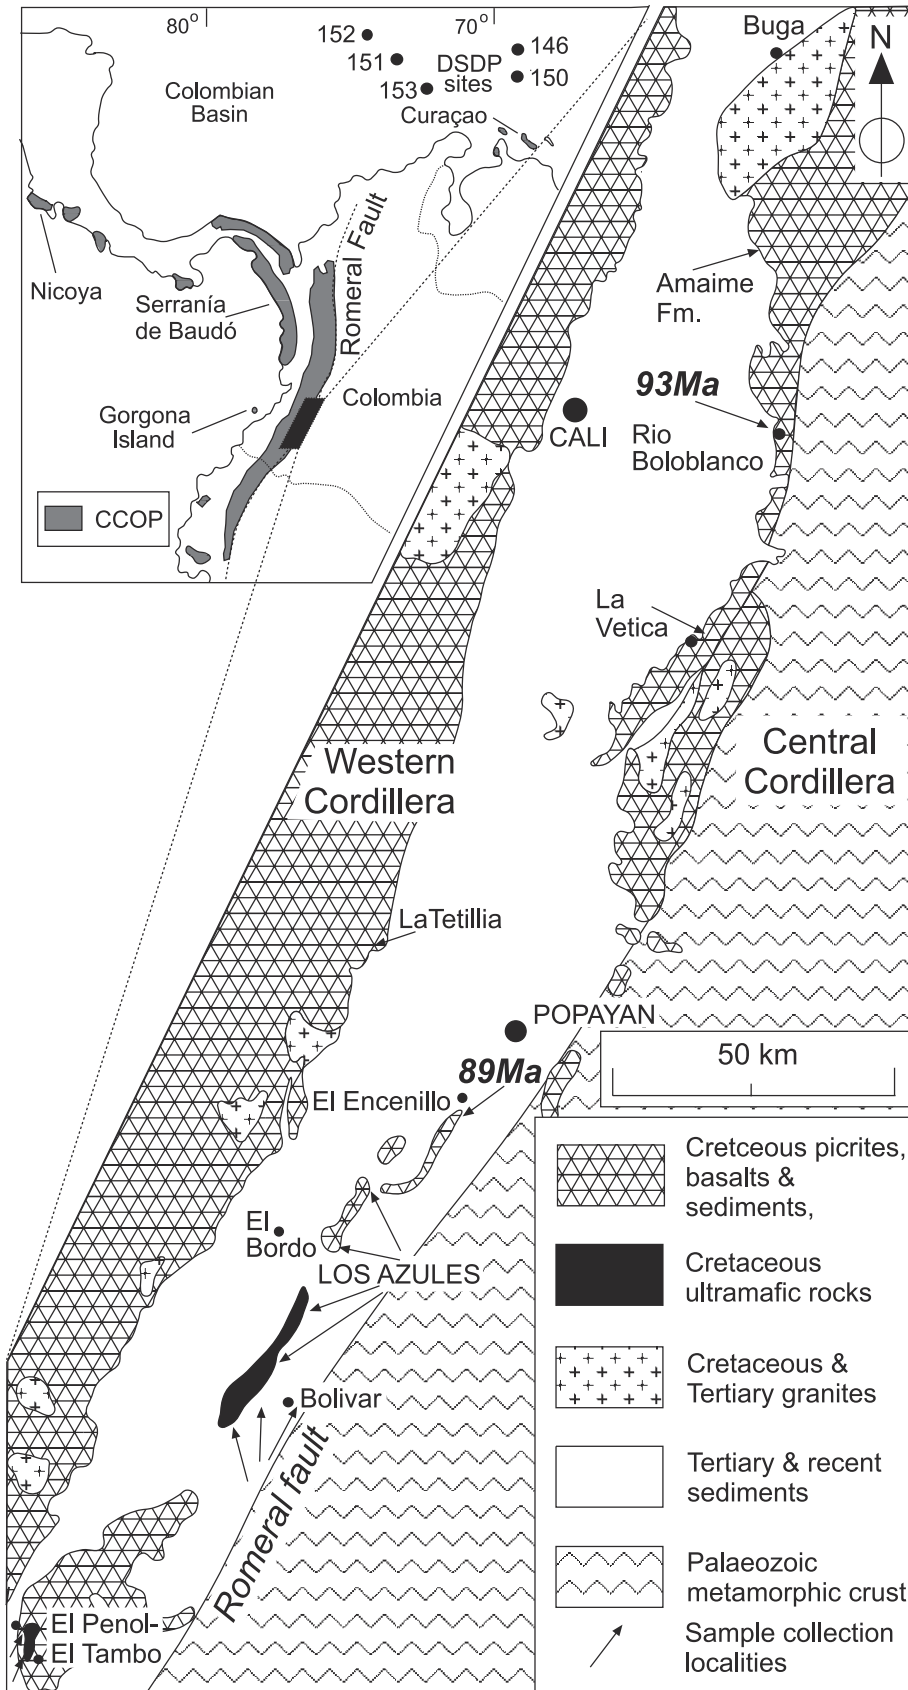 80°
70°
152
151
153
DSDP
sites
146
150
Colombian
Basin
Curaçao
Nicoya
Serranía
de Baudó
Romeral Fault
Gorgona
Island
Colombia
CCOP
Buga
N
Amaime
Fm.
93Ma
CALI
Rio
Boloblanco
La
Vetica
Western
Cordillera
Central
Cordillera
La Tetillia
POPAYAN
50 km
89Ma
El Encenillo
El
Bordo
LOS AZULES
Bolivar
Romeral fault
El Penol-
El Tambo
Cretceous picrites,
basalts &
sediments,
Cretaceous
ultramafic rocks
Cretaceous &
Tertiary granites
Tertiary & recent
sediments
Palaeozoic
metamorphic crust
Sample collection
localities